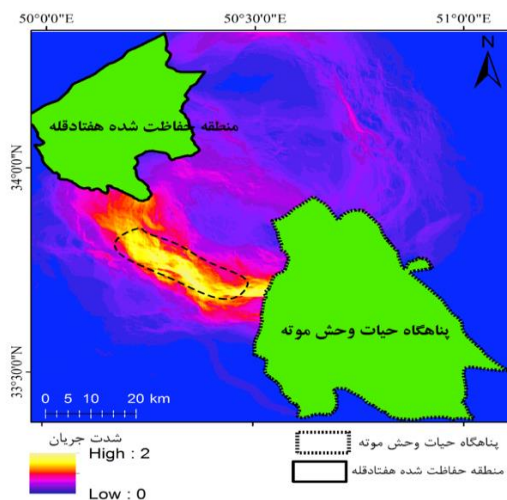 50°0'0"E 50°30'0"E 51°0'0"E
N
منطقه حفاظت شده هفتادقله
34°0'0"N
پناهگاه حیات وحش موته
33°30'0"N
0 5 10 20 km
شدت جریان
High : 2
Low : 0
پناهگاه حیات وحش موته
منطقه حفاظت شده هفتادقله